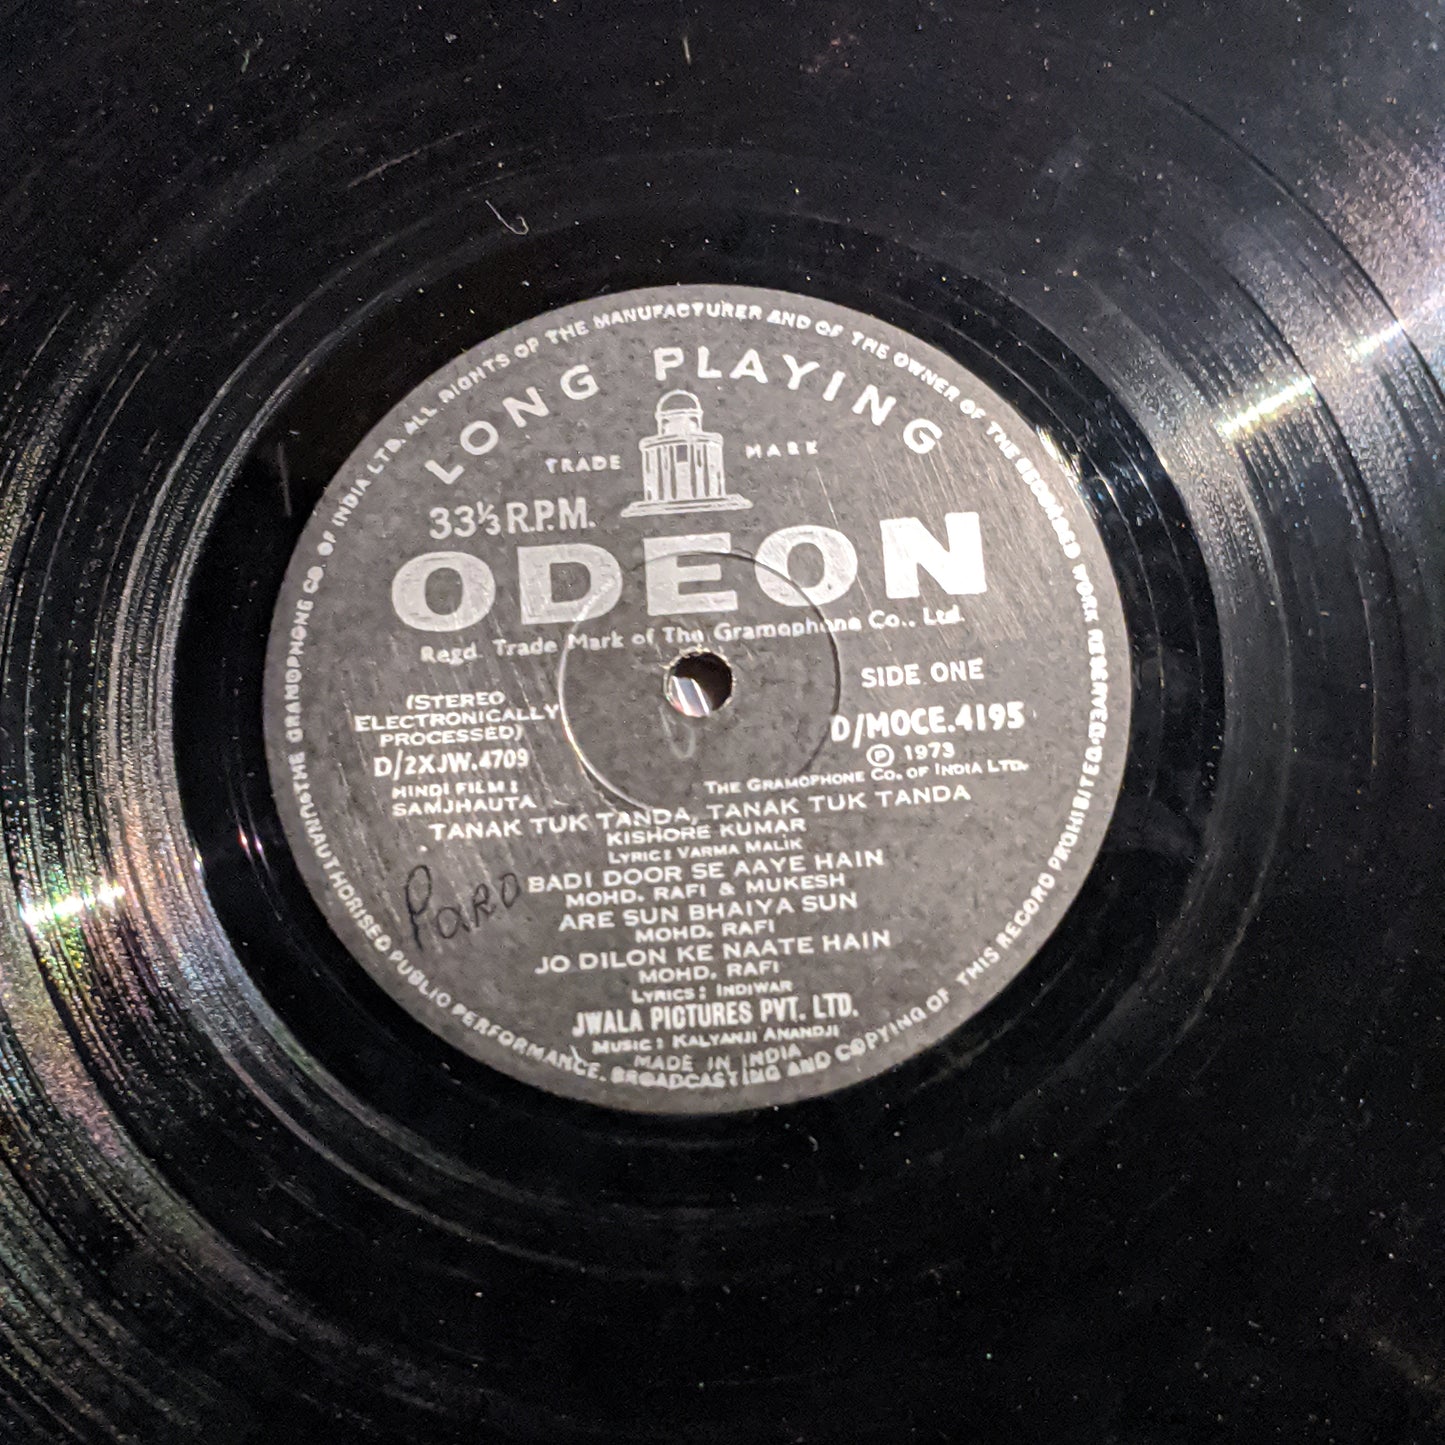 THE GRAMOPHONE CO. OF INDIA LTD. ALL RIGHTS OF THE MANUFACTURER AND OF THE OWNER OF THE RECORDED WORK RESERVED
UNAUTHORISED PUBLIC PERFORMANCE, BROADCASTING AND COPYING OF THIS RECORD PROHIBITED
LONG PLAYING
TRADE MARK
33⅓ R.P.M.
ODEON
Regd. Trade Mark of The Gramophone Co., Ltd.
SIDE ONE
(STEREO
ELECTRONICALLY
PROCESSED)
D/2XJW.4709
D/MOCE.4195
Ⓟ 1973
THE GRAMOPHONE CO. OF INDIA LTD.
HINDI FILM:
SAMJHAUTA
TANAK TUK TANDA, TANAK TUK TANDA
KISHORE KUMAR
LYRIC: VARMA MALIK
BADI DOOR SE AAYE HAIN
MOHD. RAFI & MUKESH
ARE SUN BHAIYA SUN
MOHD. RAFI
JO DILON KE NAATE HAIN
MOHD. RAFI
LYRICS: INDIWAR
JWALA PICTURES PVT. LTD.
MUSIC: KALYANJI ANANDJI
MADE IN INDIA
PARO